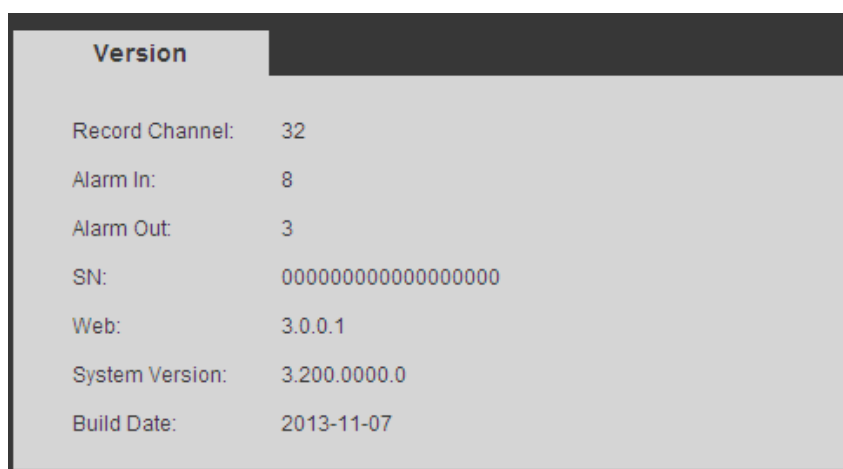 Version
Record Channel: 32
Alarm In: 8
Alarm Out: 3
SN: 000000000000000000
Web: 3.0.0.1
System Version: 3.200.0000.0
Build Date: 2013-11-07